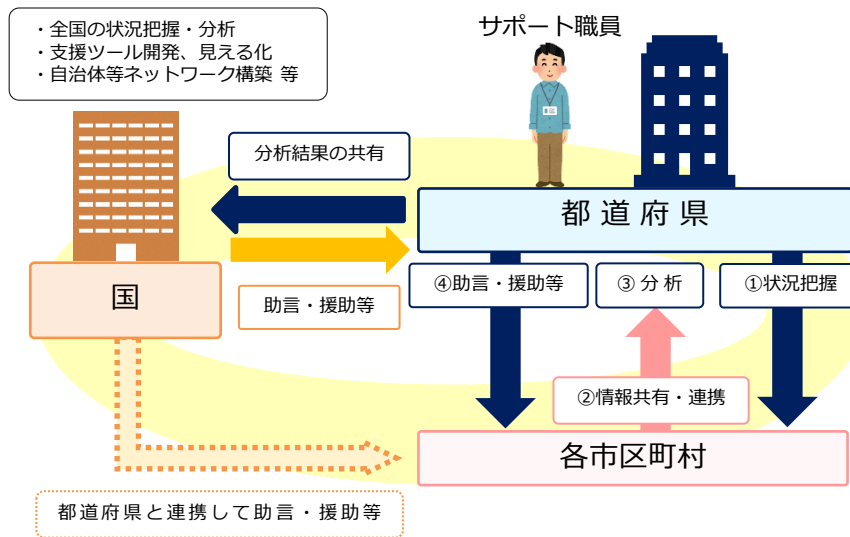 ・全国の状況把握・分析
・支援ツール開発、見える化
・自治体等ネットワーク構築 等
サポート職員
分析結果の共有
都道府県
国
助言・援助等
④助言・援助等
③分析
①状況把握
②情報共有・連携
各市区町村
都道府県と連携して助言・援助等